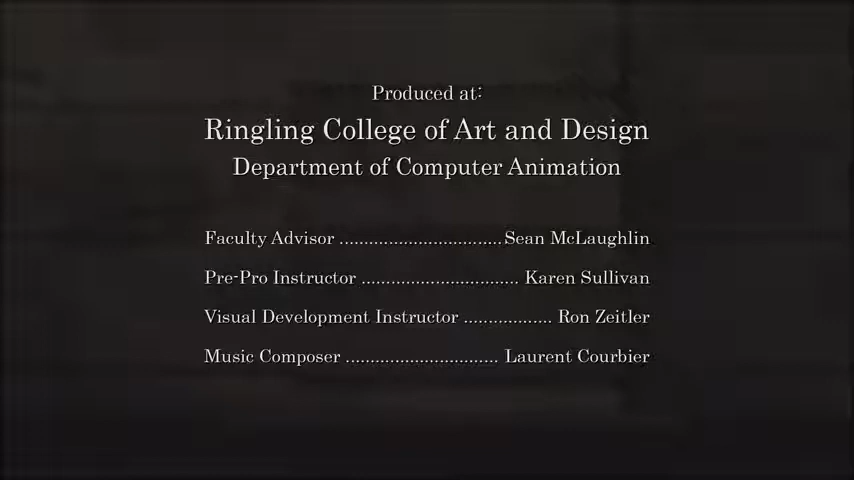 Produced at:
Ringling College of Art and Design
Department of Computer Animation
Faculty Advisor ................................. Sean McLaughlin
Pre-Pro Instructor ................................ Karen Sullivan
Visual Development Instructor .................. Ron Zeitler
Music Composer ............................... Laurent Courbier